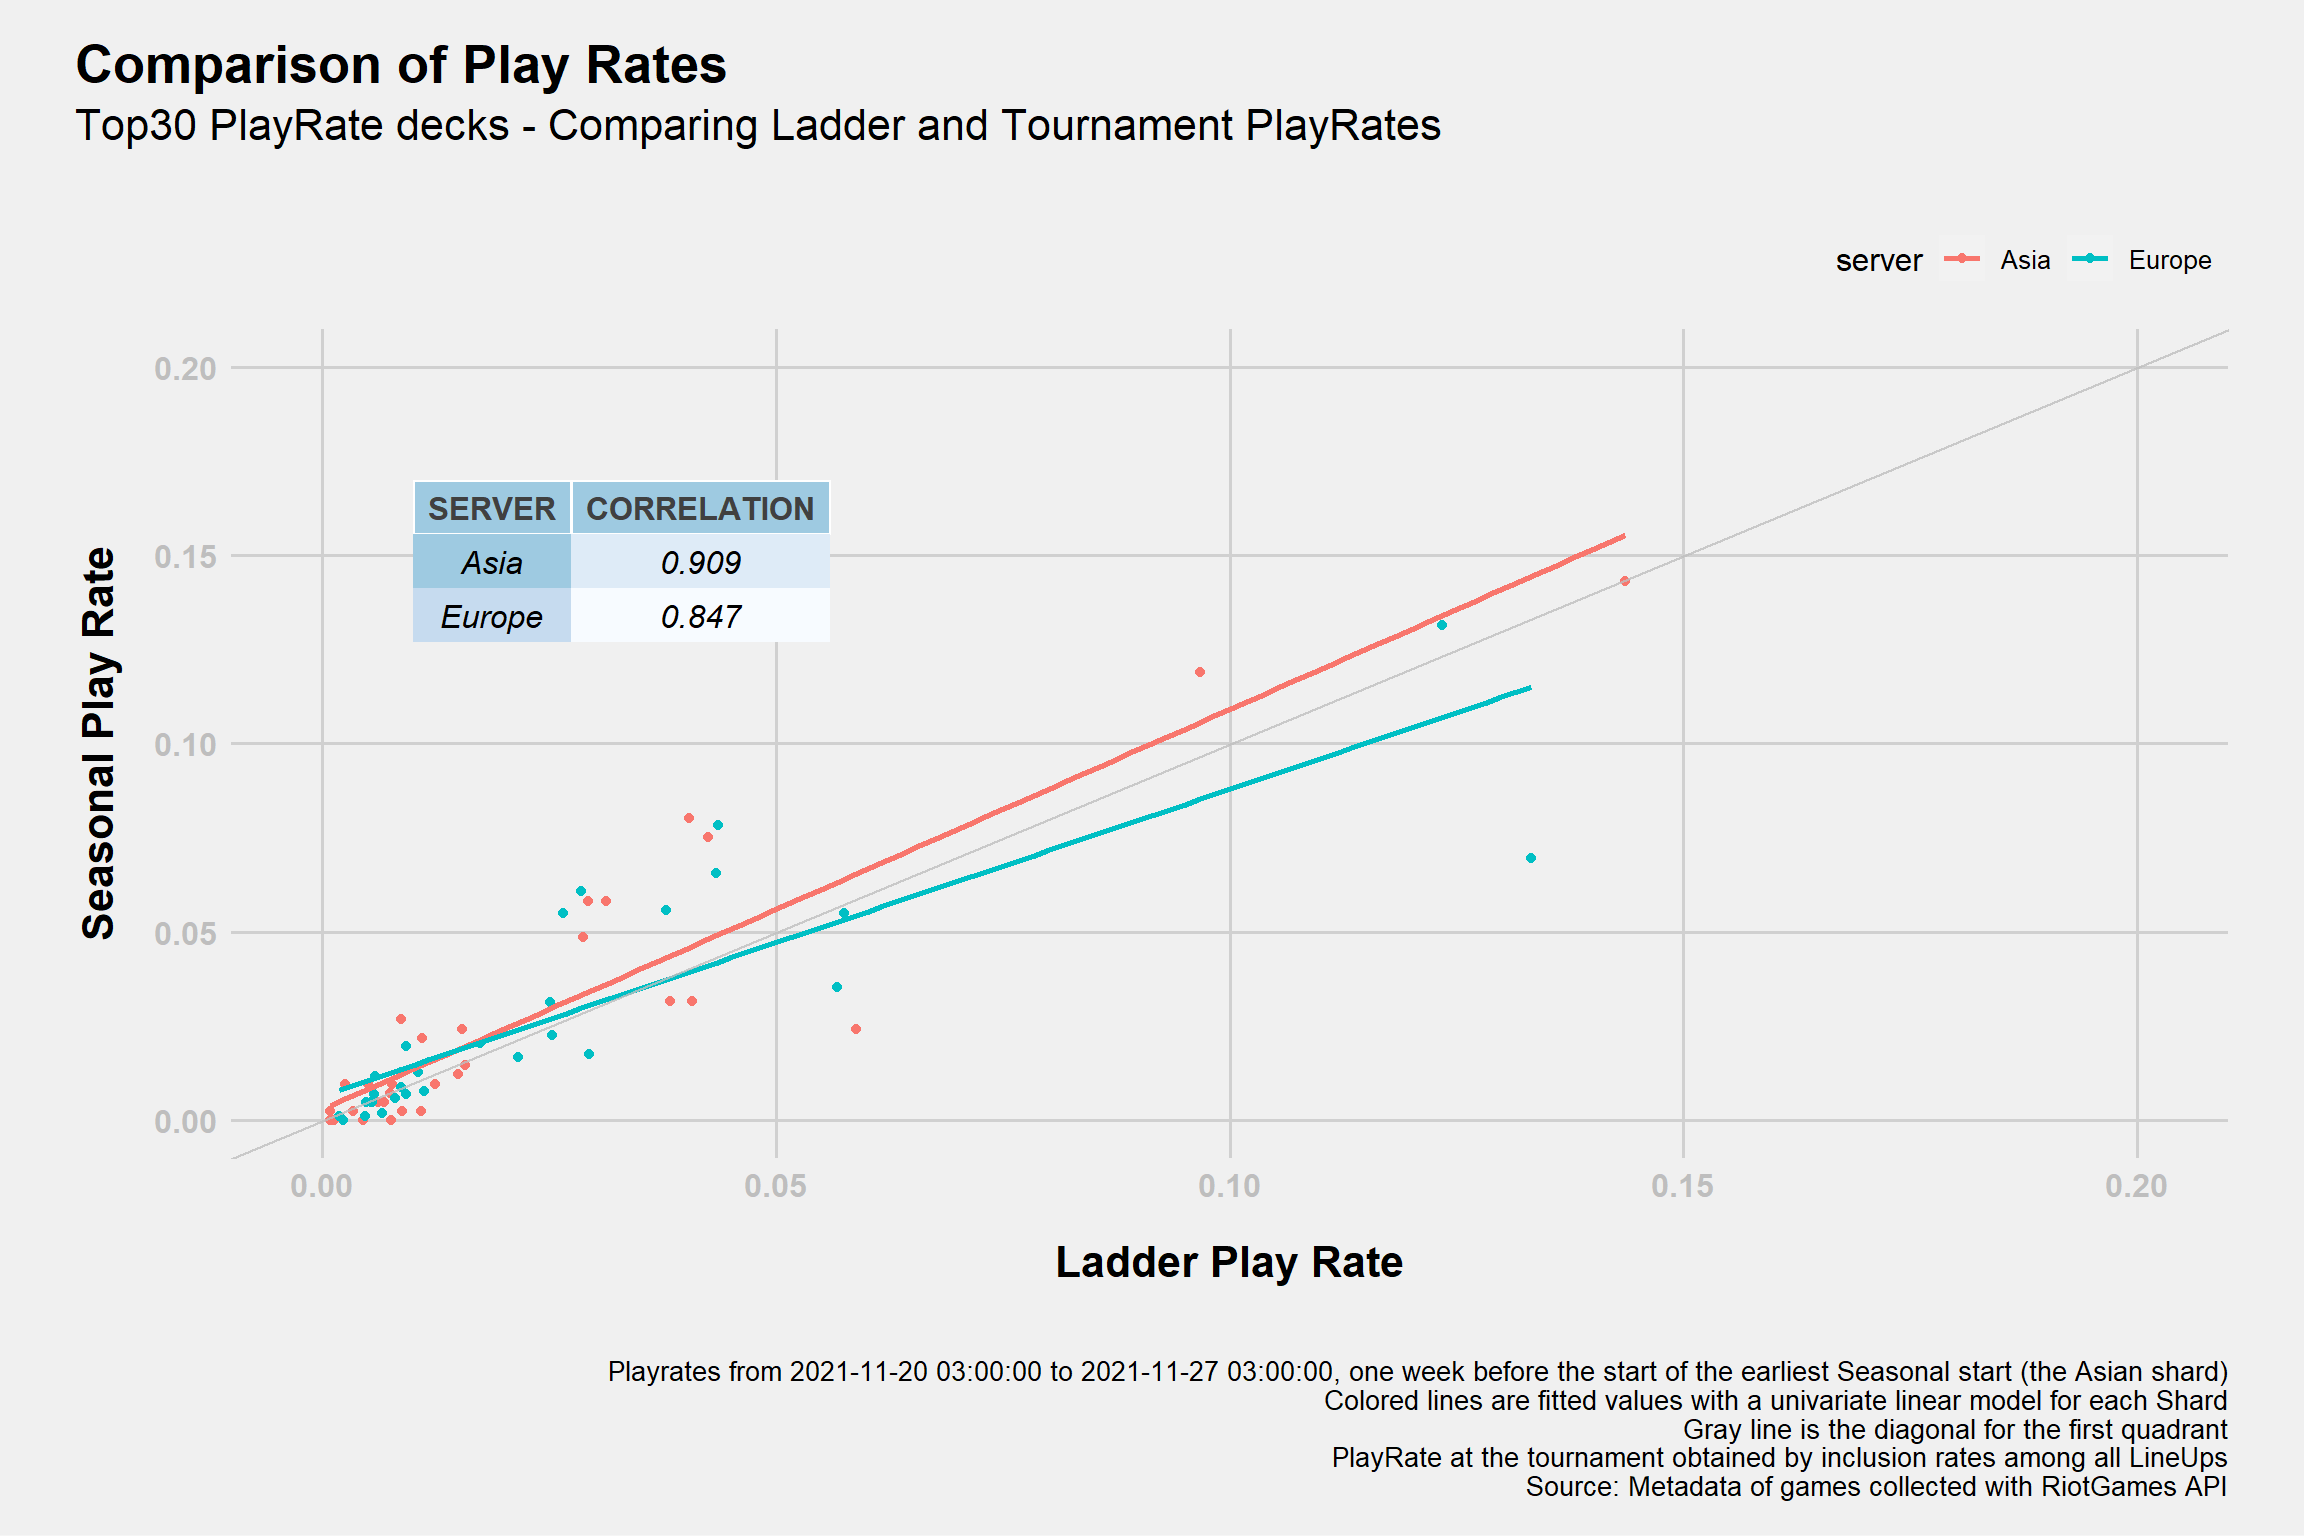 Comparison of Play Rates
Top30 PlayRate decks - Comparing Ladder and Tournament PlayRates
server Asia Europe
0.20
0.15
0.10
0.05
0.00
Seasonal Play Rate
SERVER CORRELATION
Asia 0.909
Europe 0.847
0.00 0.05 0.10 0.15 0.20
Ladder Play Rate
Playrates from 2021-11-20 03:00:00 to 2021-11-27 03:00:00, one week before the start of the earliest Seasonal start (the Asian shard)
Colored lines are fitted values with a univariate linear model for each Shard
Gray line is the diagonal for the first quadrant
PlayRate at the tournament obtained by inclusion rates among all LineUps
Source: Metadata of games collected with RiotGames API